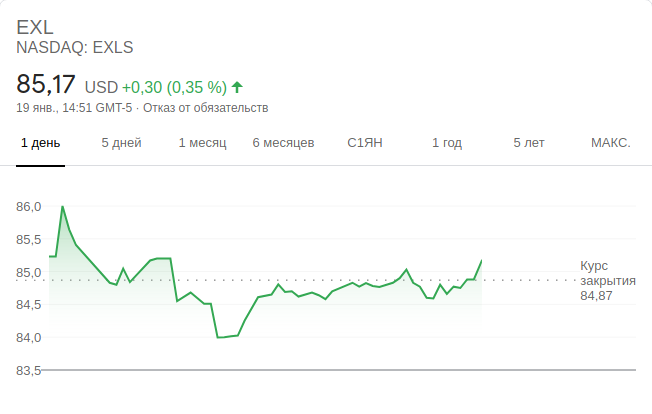 EXL
NASDAQ: EXLS
85,17 USD +0,30 (0,35 %)
19 янв., 14:51 GMT-5 · Отказ от обязательств
1 день 5 дней 1 месяц 6 месяцев С1ЯН 1 год 5 лет МАКС.
86,0
85,5
85,0
84,5
84,0
83,5
Курс
закрытия
84,87